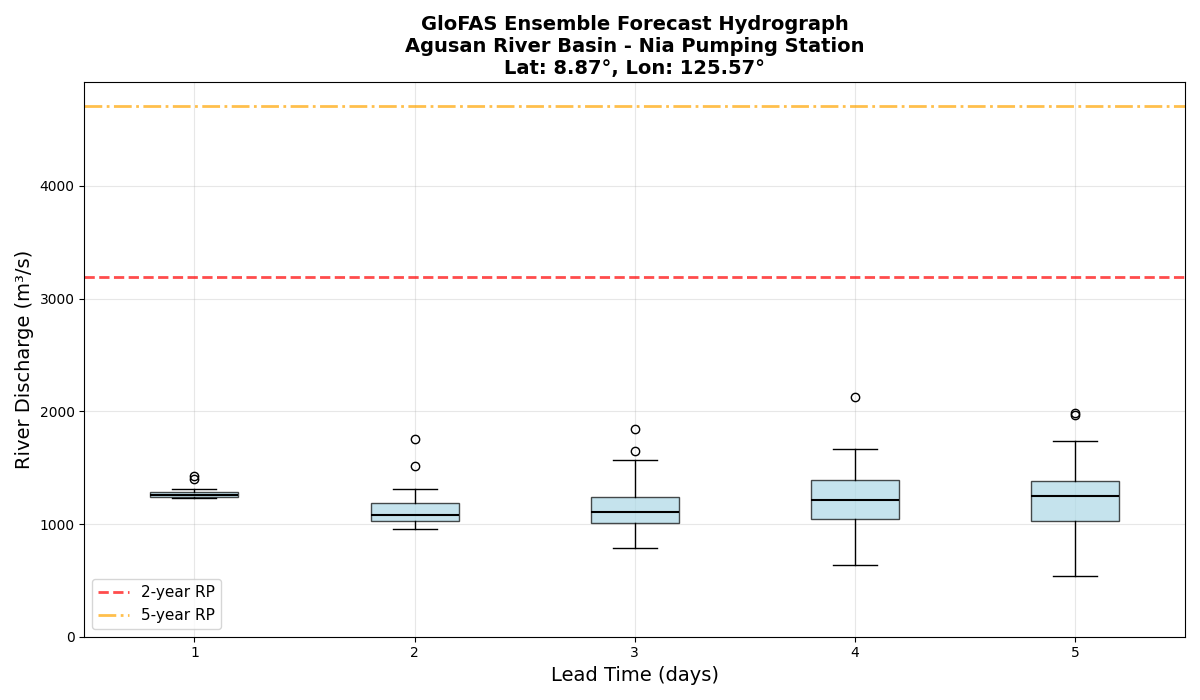 GloFAS Ensemble Forecast Hydrograph
Agusan River Basin - Nia Pumping Station
Lat: 8.87°, Lon: 125.57°
River Discharge (m³/s)
4000
3000
2000
1000
0
2-year RP
5-year RP
1 2 3 4 5
Lead Time (days)